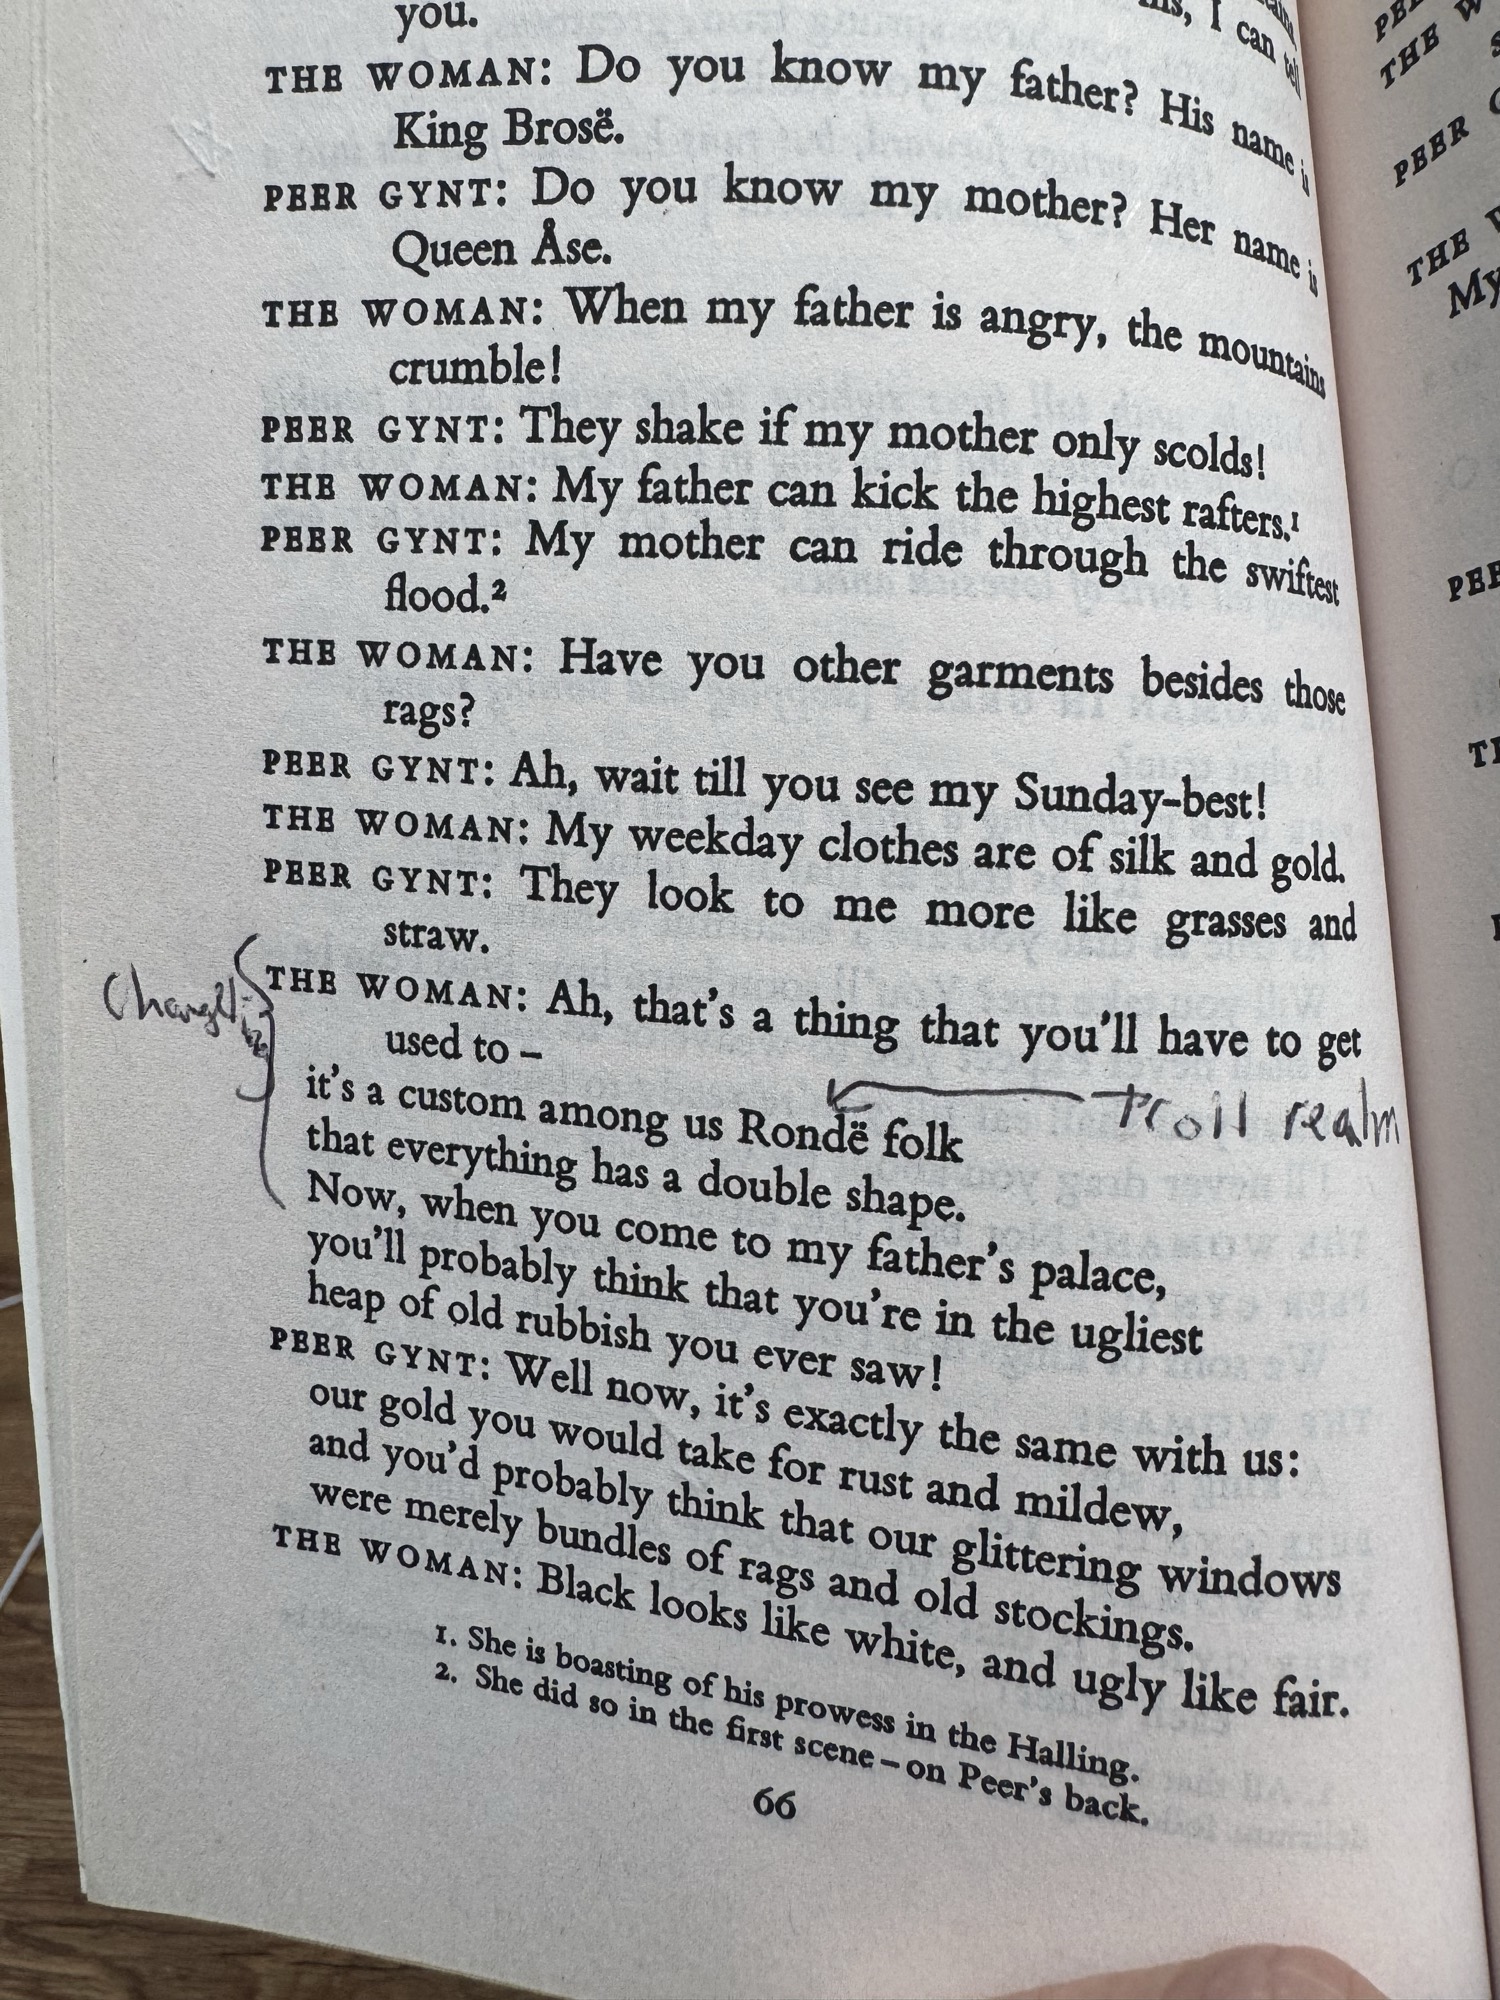 you.
THE WOMAN: Do you know my father? His name is
King Brosë.
PEER GYNT: Do you know my mother? Her name is
Queen Åse.
THE WOMAN: When my father is angry, the mountains
crumble!
PEER GYNT: They shake if my mother only scolds!
THE WOMAN: My father can kick the highest rafters.¹
PEER GYNT: My mother can ride through the swiftest
flood.²
THE WOMAN: Have you other garments besides those
rags?
PEER GYNT: Ah, wait till you see my Sunday-best!
THE WOMAN: My weekday clothes are of silk and gold.
PEER GYNT: They look to me more like grasses and
straw.
THE WOMAN: Ah, that's a thing that you'll have to get
used to –
troll realm
it's a custom among us Rondë folk
that everything has a double shape.
Now, when you come to my father's palace,
you'll probably think that you're in the ugliest
heap of old rubbish you ever saw!
PEER GYNT: Well now, it's exactly the same with us:
our gold you would take for rust and mildew,
and you'd probably think that our glittering windows
were merely bundles of rags and old stockings.
THE WOMAN: Black looks like white, and ugly like fair.
1. She is boasting of his prowess in the Halling.
2. She did so in the first scene – on Peer's back.
66
, I can tell
THE
PEER
THE
My